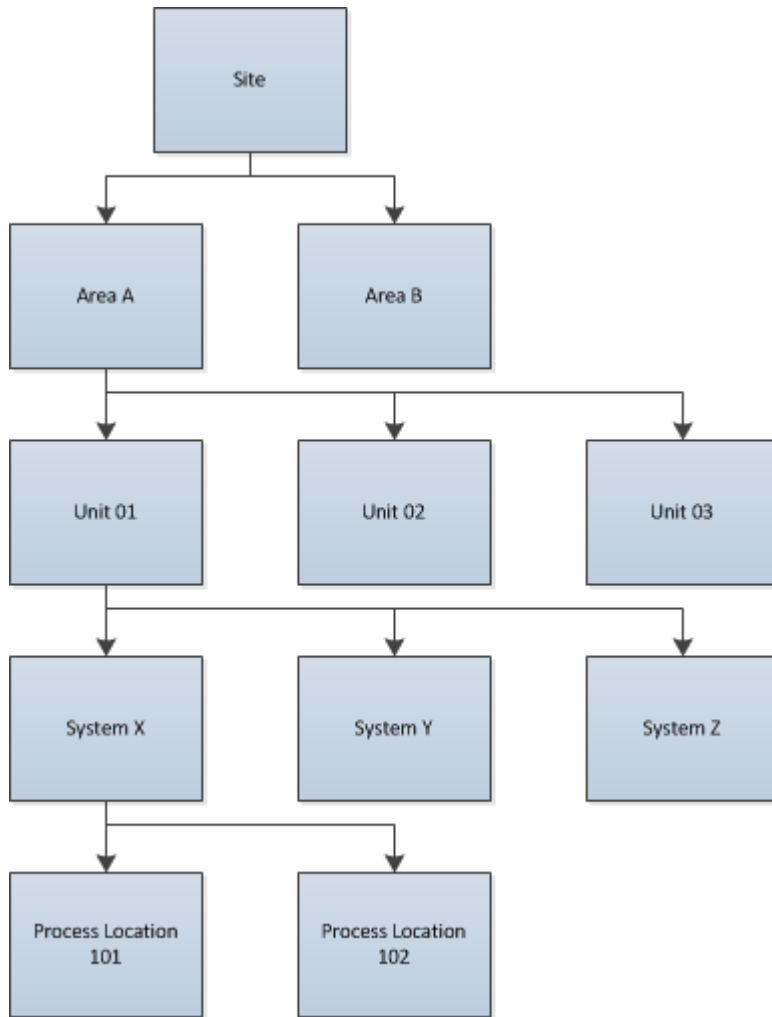 Site
Area A
Area B
Unit 01
Unit 02
Unit 03
System X
System Y
System Z
Process Location
101
Process Location
102